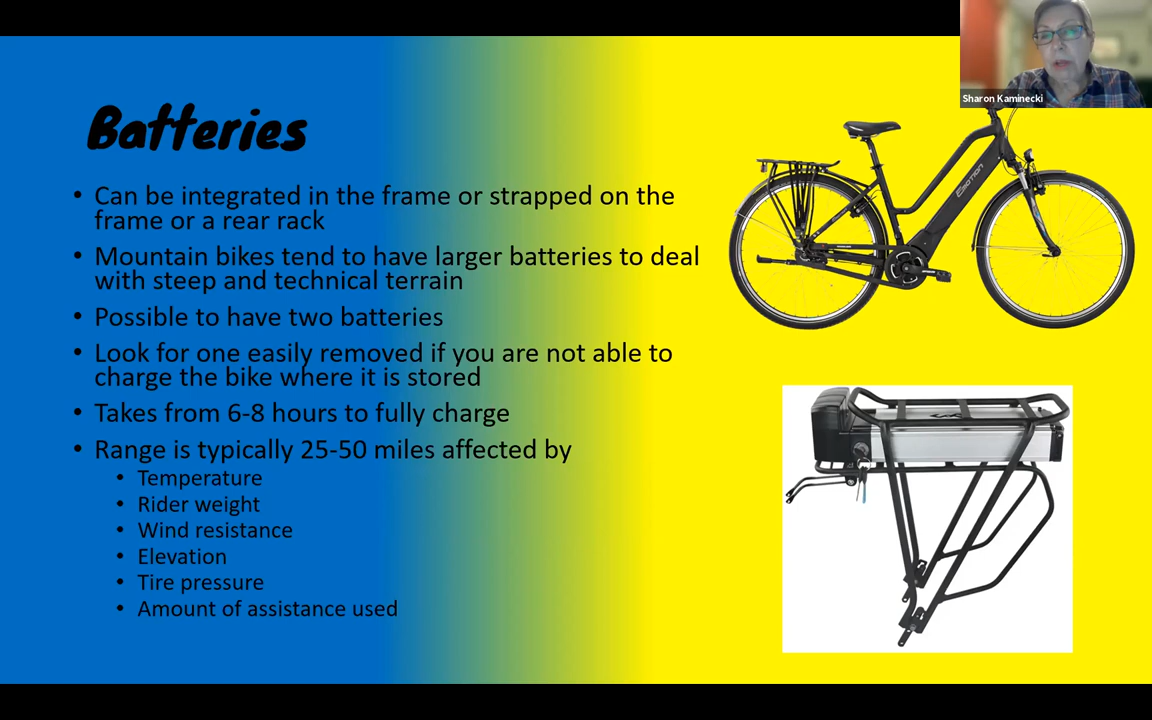 Sharon Kaminecki
Batteries
• Can be integrated in the frame or strapped on the
frame or a rear rack
• Mountain bikes tend to have larger batteries to deal
with steep and technical terrain
• Possible to have two batteries
• Look for one easily removed if you are not able to
charge the bike where it is stored
• Takes from 6-8 hours to fully charge
• Range is typically 25-50 miles affected by
• Temperature
• Rider weight
• Wind resistance
• Elevation
• Tire pressure
• Amount of assistance used